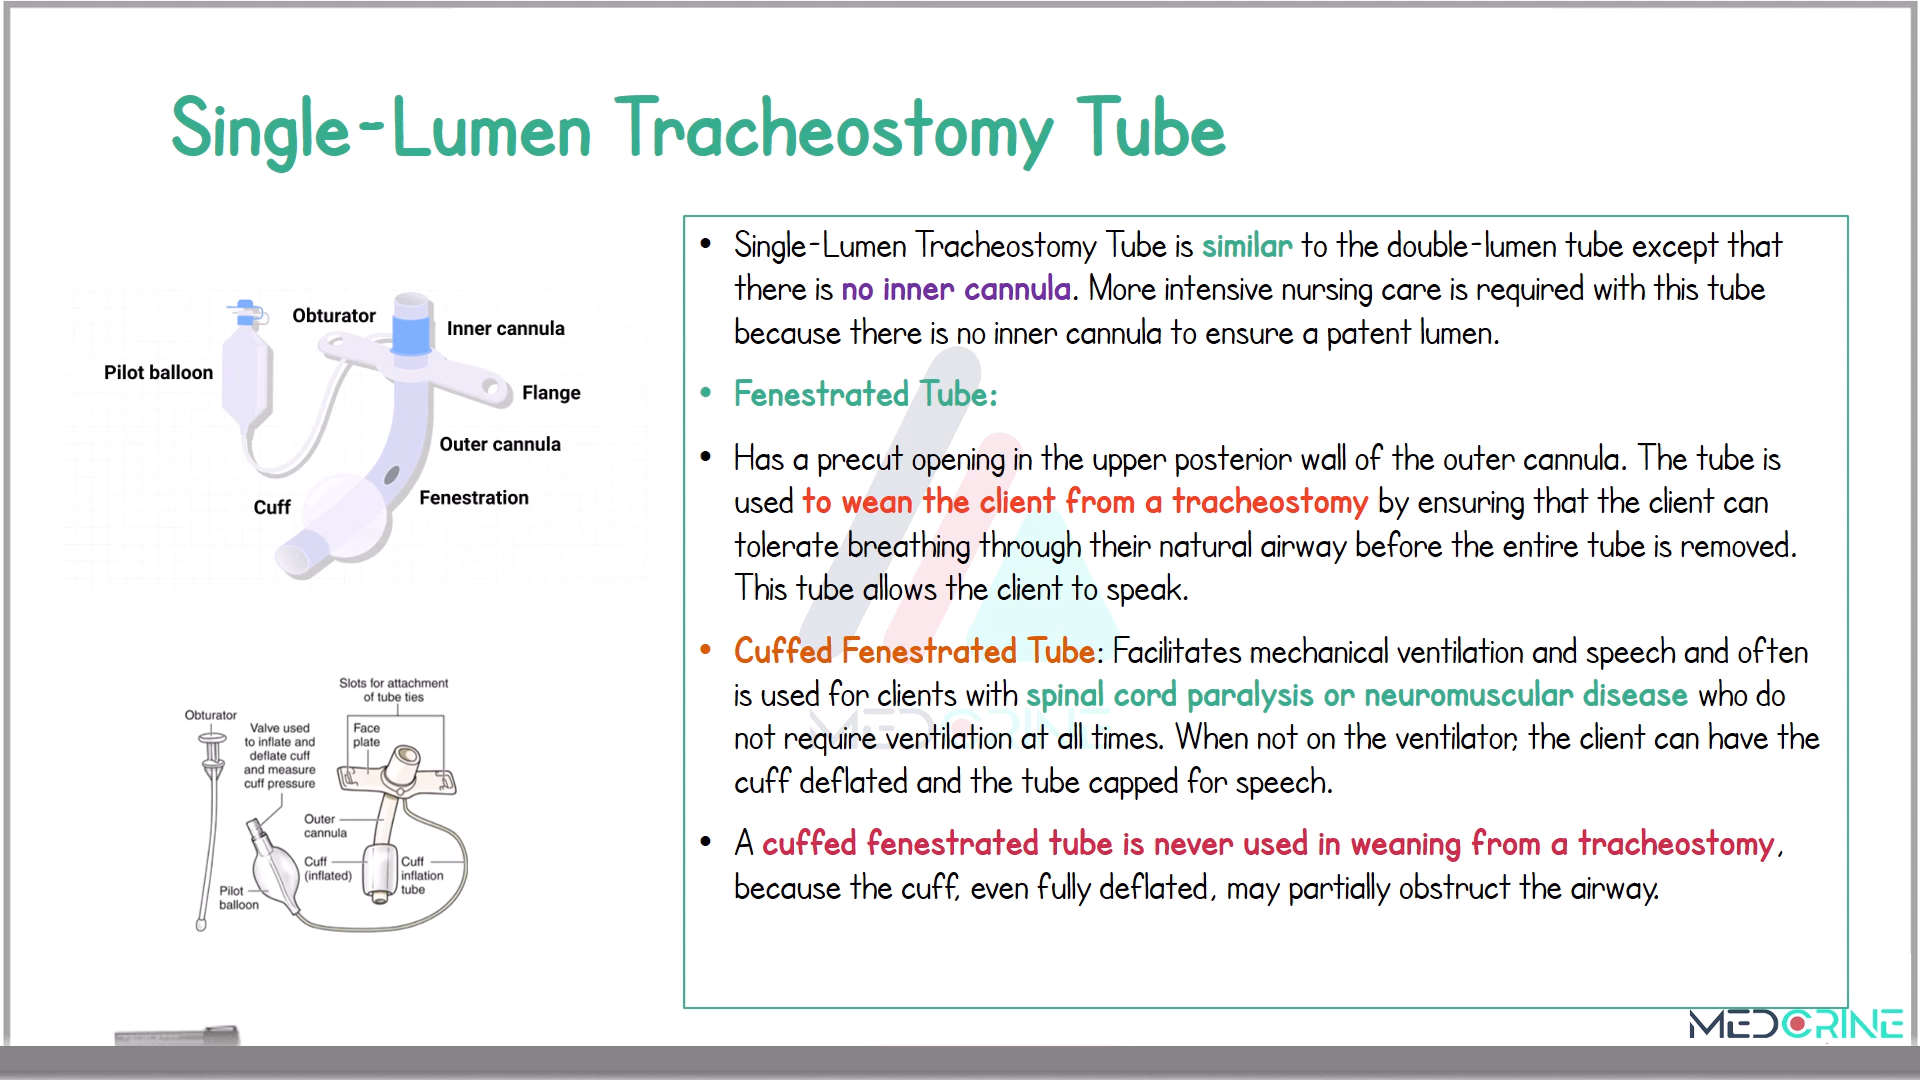 Single-Lumen Tracheostomy Tube
Obturator
Inner cannula
Pilot balloon
Flange
Outer cannula
Fenestration
Cuff
Slots for attachment
of tube ties
Obturator
Valve used
to inflate and
deflate cuff
and measure
cuff pressure
Face
plate
Outer
cannula
Cuff
(inflated)
Cuff
inflation
tube
Pilot
balloon
• Single-Lumen Tracheostomy Tube is similar to the double-lumen tube except that
there is no inner cannula. More intensive nursing care is required with this tube
because there is no inner cannula to ensure a patent lumen.
• Fenestrated Tube:
• Has a precut opening in the upper posterior wall of the outer cannula. The tube is
used to wean the client from a tracheostomy by ensuring that the client can
tolerate breathing through their natural airway before the entire tube is removed.
This tube allows the client to speak.
• Cuffed Fenestrated Tube: Facilitates mechanical ventilation and speech and often
is used for clients with spinal cord paralysis or neuromuscular disease who do
not require ventilation at all times. When not on the ventilator, the client can have the
cuff deflated and the tube capped for speech.
• A cuffed fenestrated tube is never used in weaning from a tracheostomy,
because the cuff, even fully deflated, may partially obstruct the airway.
MEDCRINE
MEDCRINE